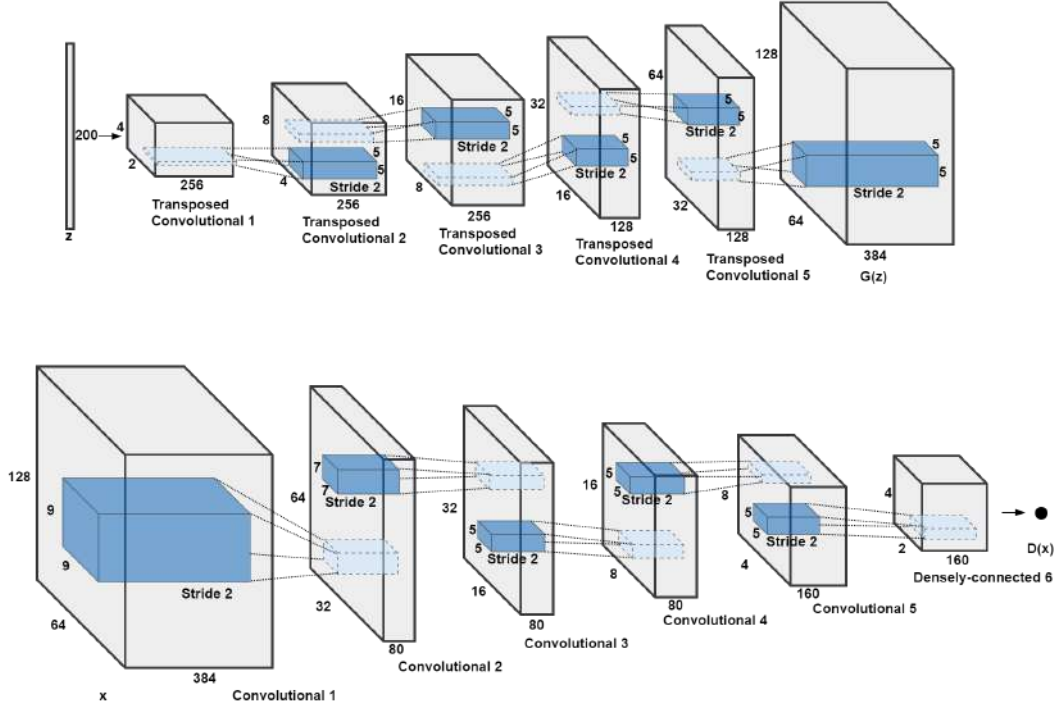 128
64
16
32
5
5
5
5
8
5
5
200
4
5
5
Stride 2
Stride 2
5
5
5
5
2
4
Stride 2
8
Stride 2
Stride 2
256
256
256
16
32
64
128
128
384
z
Transposed
Convolutional 1
Transposed
Convolutional 2
Transposed
Convolutional 3
Transposed
Convolutional 4
Transposed
Convolutional 5
G(z)
128
9
9
Stride 2
64
384
x
Convolutional 1
64
7
7
Stride 2
32
80
Convolutional 2
32
5
5
Stride 2
16
80
Convolutional 3
16
5
5
Stride 2
8
80
Convolutional 4
8
5
5
Stride 2
4
160
Convolutional 5
4
2
160
Densely-connected 6
D(x)